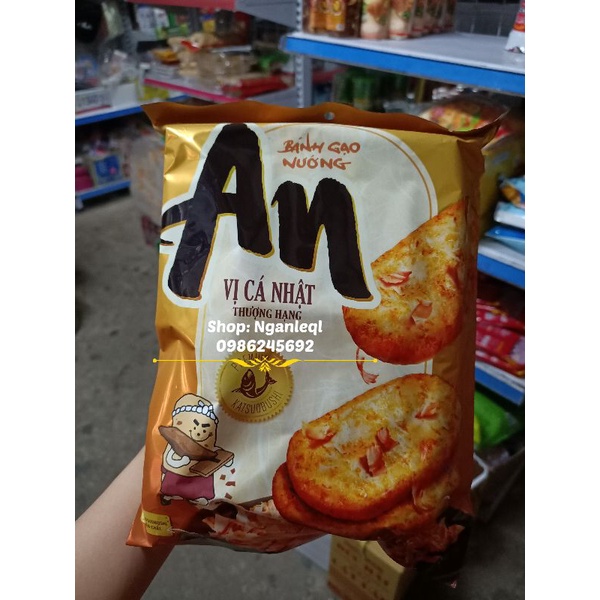 BÁNH GẠO
NƯỚNG
An
VỊ CÁ NHẬT
THƯỢNG HẠNG
Shop: Nganleql
0986245692
KATSUOBUSHI